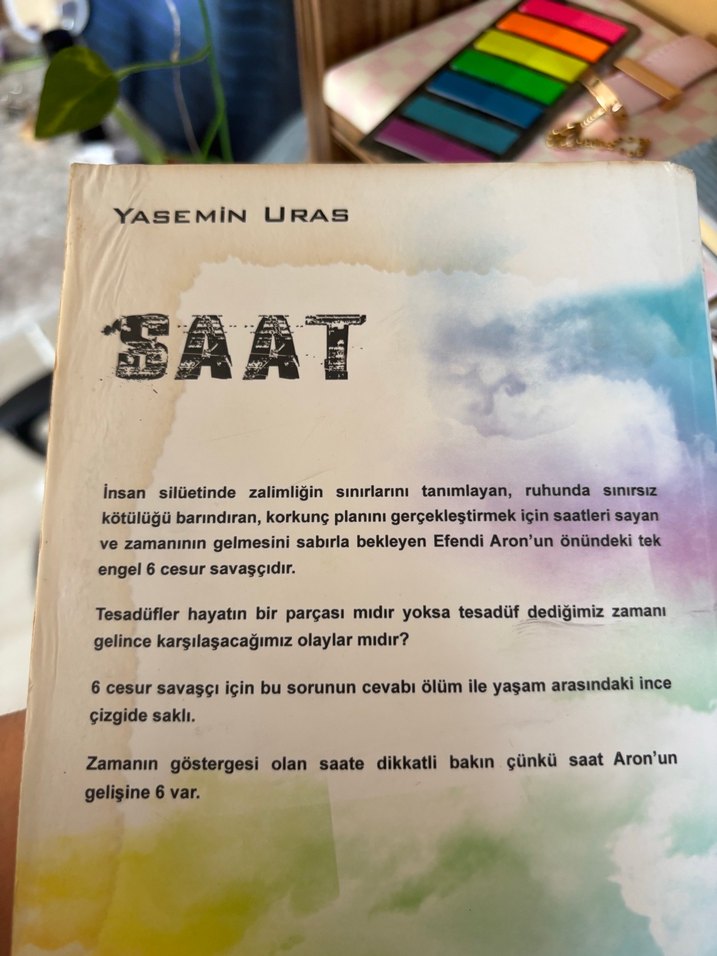 YASEMİN URAS
SAAT
İnsan silüetinde zalimliğin sınırlarını tanımlayan, ruhunda sınırsız
kötülüğü barındıran, korkunç planını gerçekleştirmek için saatleri sayan
ve zamanının gelmesini sabırla bekleyen Efendi Aron'un önündeki tek
engel 6 cesur savaşçıdır.
Tesadüfler hayatın bir parçası mıdır yoksa tesadüf dediğimiz zamanı
gelince karşılaşacağımız olaylar mıdır?
6 cesur savaşçı için bu sorunun cevabı ölüm ile yaşam arasındaki ince
çizgide saklı.
Zamanın göstergesi olan saate dikkatli bakın çünkü saat Aron'un
gelişine 6 var.